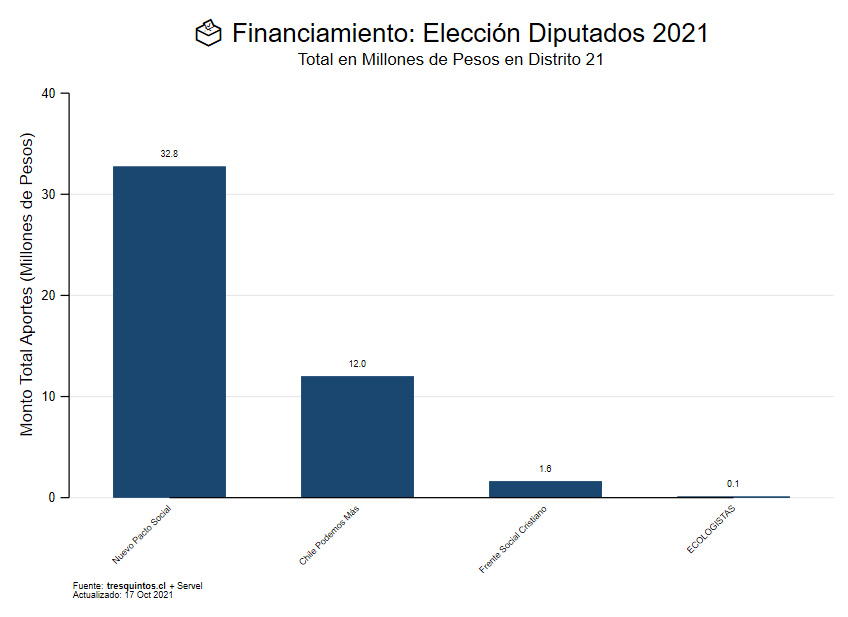 Financiamiento: Elección Diputados 2021
Total en Millones de Pesos en Distrito 21
Monto Total Aportes (Millones de Pesos)
40
30
20
10
0
32.8
12.0
1.6
0.1
Nuevo Pacto Social
Chile Podemos Más
Frente Social Cristiano
ECOLOGISTAS
Fuente: tresquintos.cl + Servel
Actualizado: 17 Oct 2021